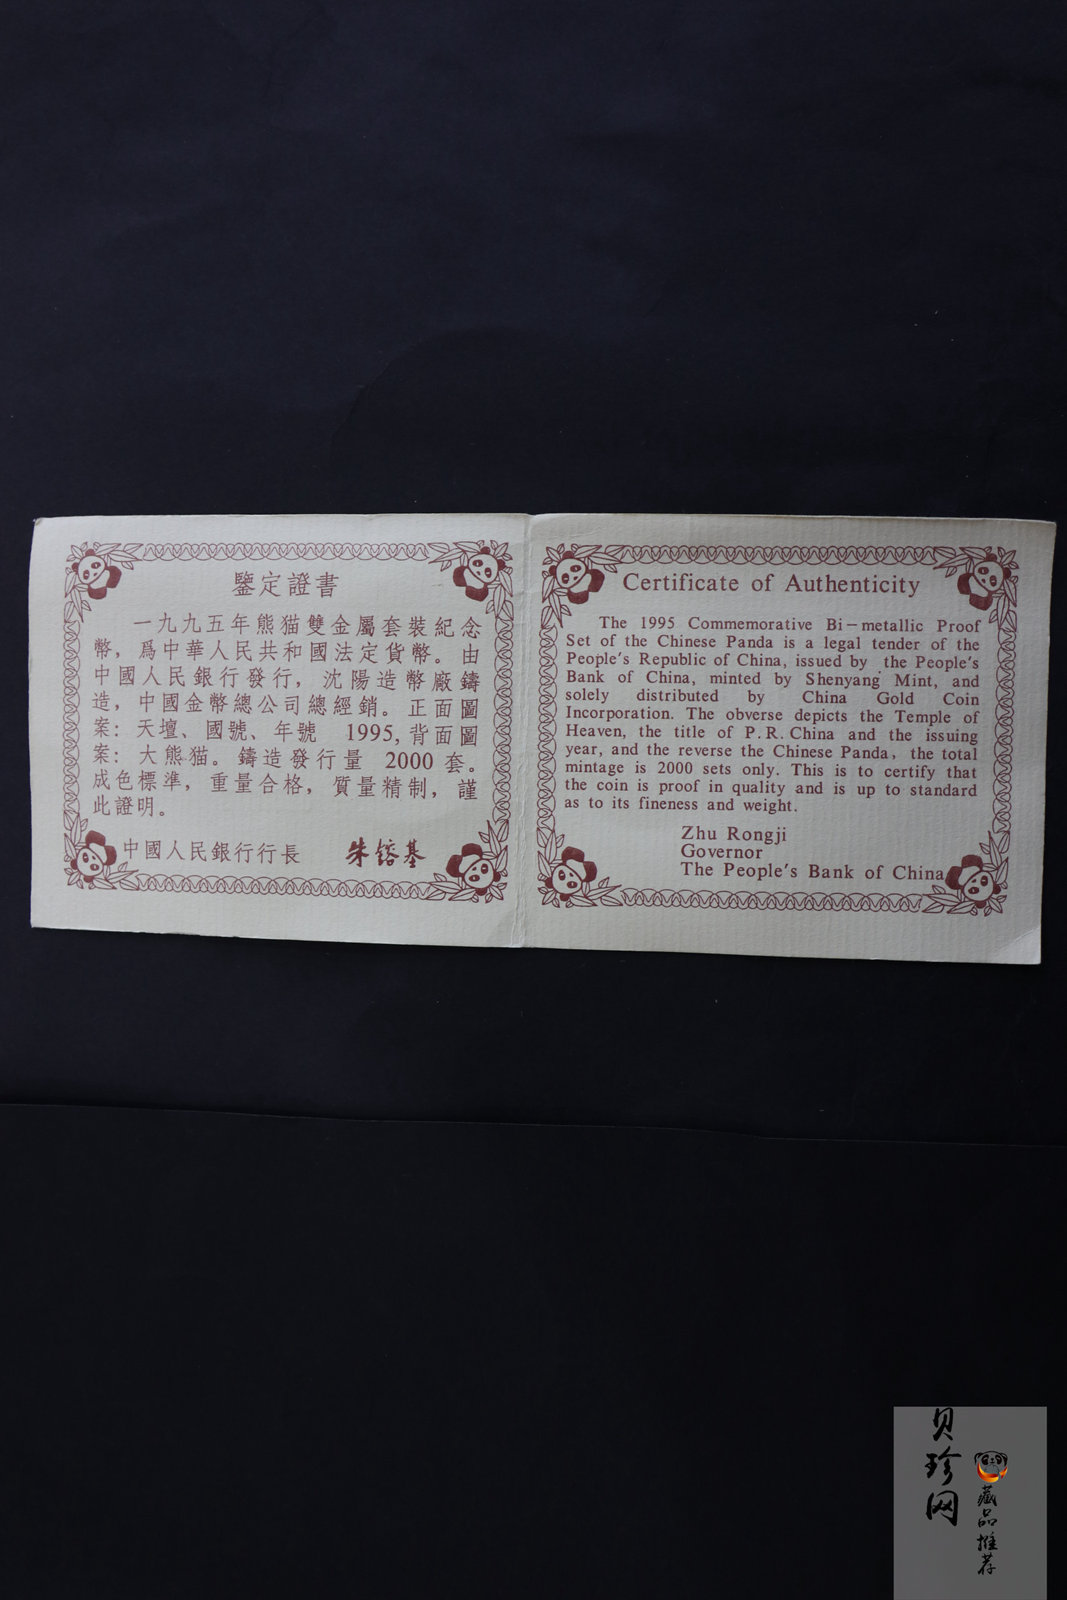 鑒定證書
一九九五年熊猫雙金屬套裝紀念
幣，爲中華人民共和國法定貨幣。由
中國人民銀行發行，沈陽造幣廠鑄
造，中國金幣總公司總經銷。正面圖
案：天壇、國號、年號 1995,背面圖
案：大熊猫。鑄造發行量 2000 套。
成色標準，重量合格，質量精制，謹
此證明。
中國人民銀行行長 朱鎔基
Certificate of Authenticity
The 1995 Commemorative Bi-metallic Proof
Set of the Chinese Panda is a legal tender of the
People's Republic of China, issued by the People's
Bank of China, minted by Shenyang Mint, and
solely distributed by China Gold Coin
Incorporation. The obverse depicts the Temple of
Heaven, the title of P.R.China and the issuing
year, and the reverse the Chinese Panda, the total
mintage is 2000 sets only. This is to certify that
the coin is proof in quality and is up to standard
as to its fineness and weight.
Zhu Rongji
Governor
The People's Bank of China
贝珍网
藏品推荐